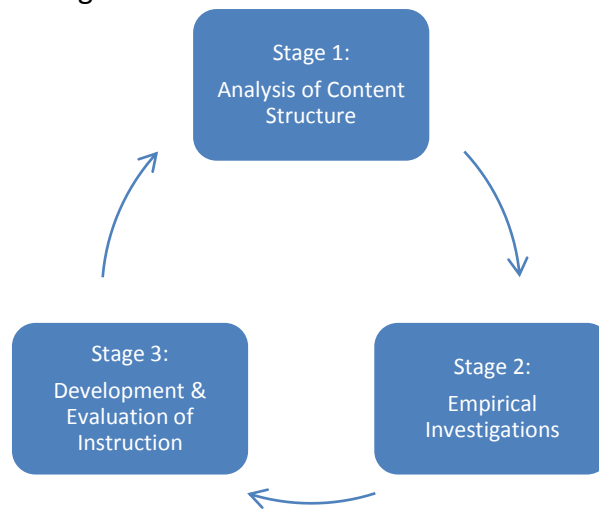 Stage 1:
Analysis of Content
Structure
Stage 2:
Empirical
Investigations
Stage 3:
Development &
Evaluation of
Instruction